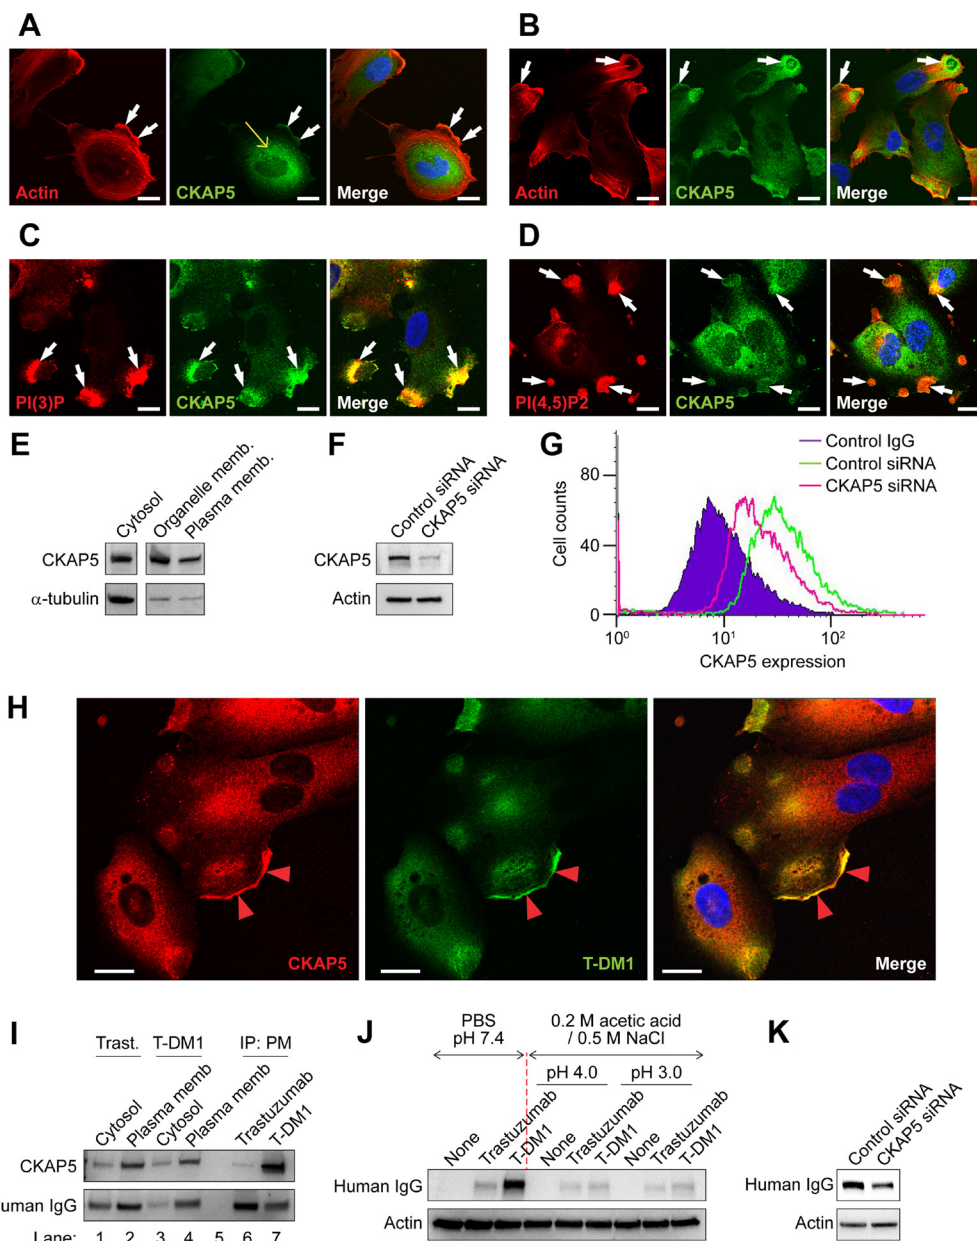 A
B
Actin
CKAP5
Merge
Actin
CKAP5
Merge
C
D
PI(3)P
CKAP5
Merge
PI(4,5)P2
CKAP5
Merge
E
Cytosol
Organelle memb.
Plasma memb.
CKAP5
α-tubulin
F
Control siRNA
CKAP5 siRNA
CKAP5
Actin
G
Control IgG
Control siRNA
CKAP5 siRNA
Cell counts
80
40
0
10⁰
10¹
10²
CKAP5 expression
H
CKAP5
T-DM1
Merge
I
Trast.
T-DM1
IP: PM
Cytosol
Plasma memb
Cytosol
Plasma memb
Trastuzumab
T-DM1
CKAP5
uman IgG
Lane: 1 2 3 4 5 6 7
J
PBS
pH 7.4
0.2 M acetic acid
/ 0.5 M NaCl
pH 4.0
pH 3.0
None
Trastuzumab
T-DM1
None
Trastuzumab
T-DM1
None
Trastuzumab
T-DM1
Human IgG
Actin
K
Control siRNA
CKAP5 siRNA
Human IgG
Actin